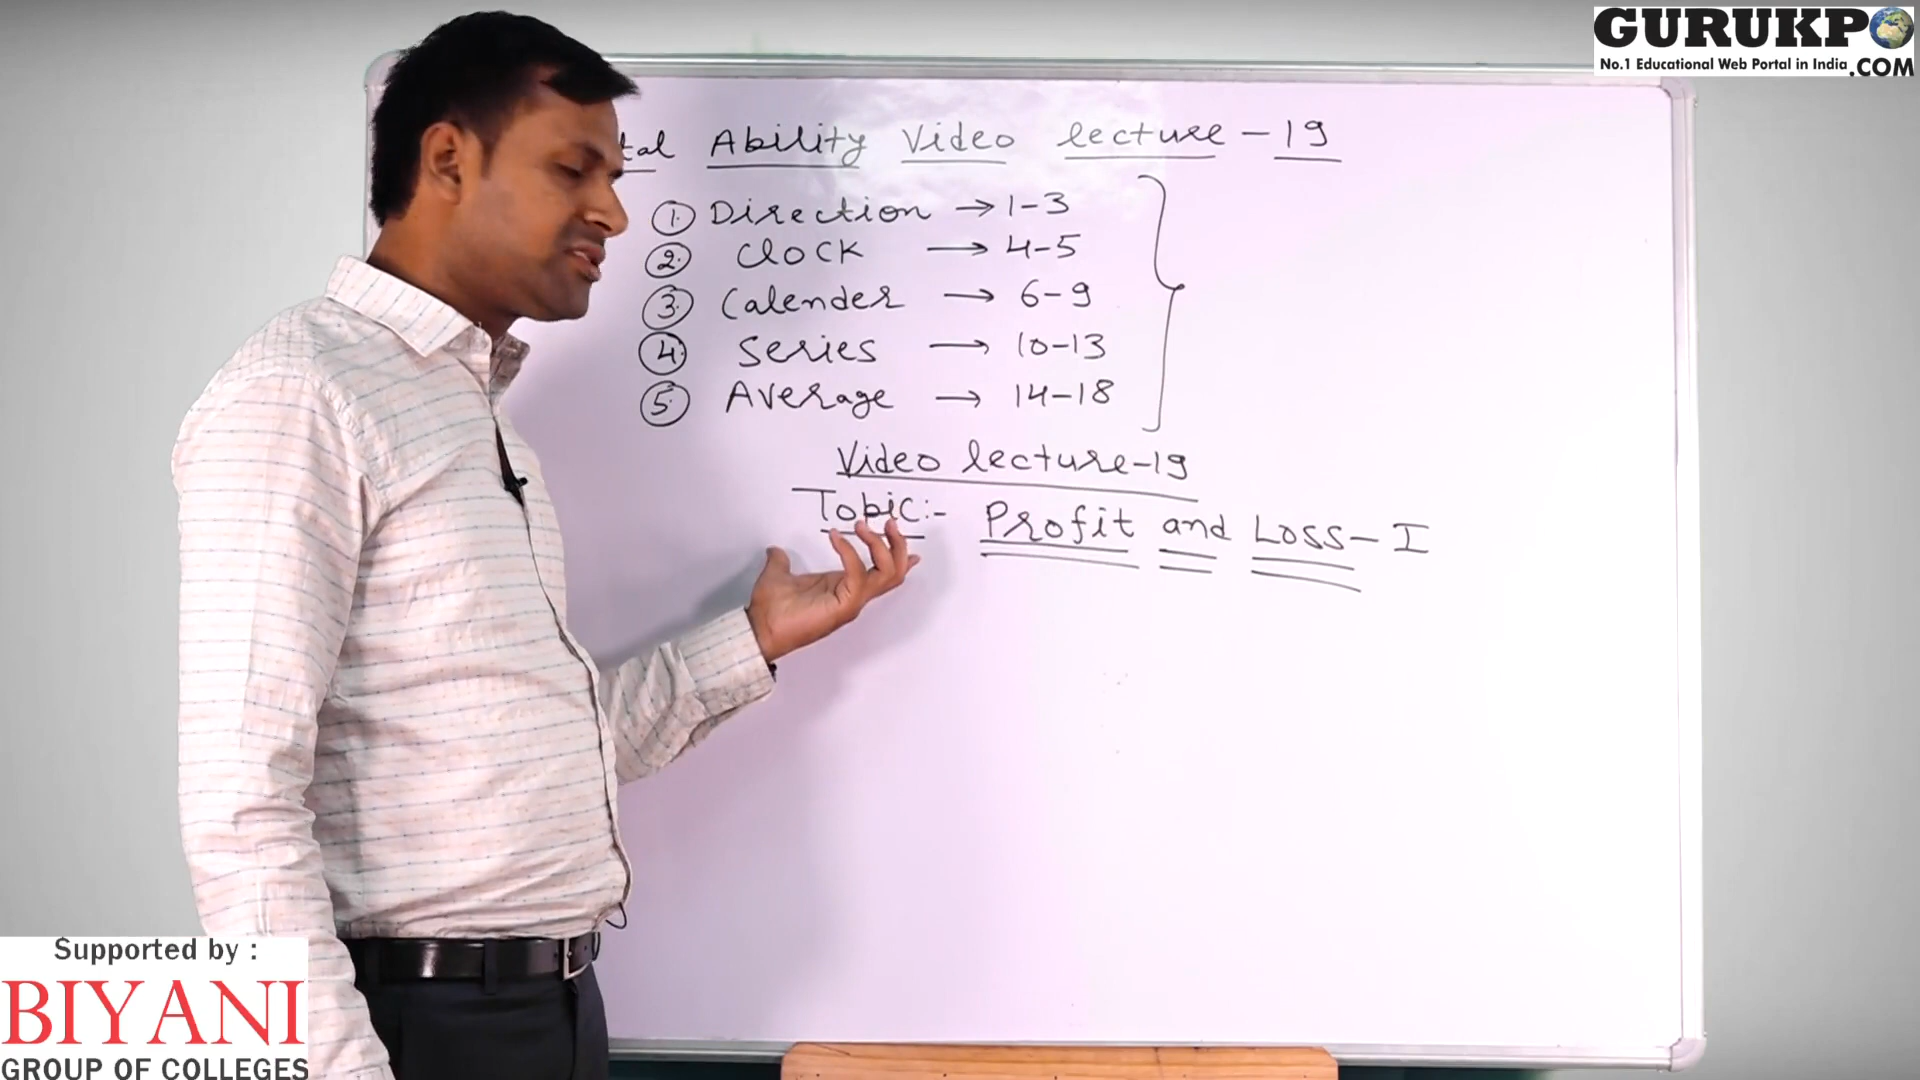 GURUKPO
No.1 Educational Web Portal in India .COM
tal Ability Video lecture - 19
1. Direction → 1-3
2. Clock → 4-5
3. Calender → 6-9
4. Series → 10-13
5. Average → 14-18
Video lecture-19
Topic:- Profit and Loss - I
Supported by :
BIYANI
GROUP OF COLLEGES